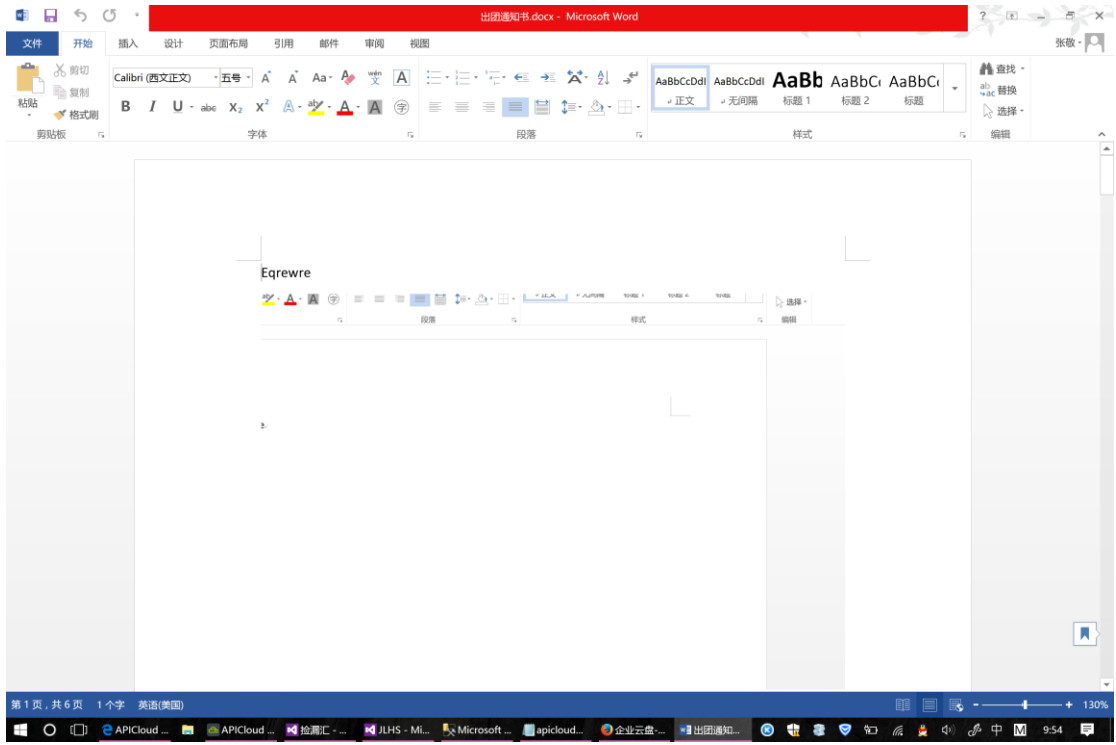 出团通知书.docx - Microsoft Word
文件 开始 插入 设计 页面布局 引用 邮件 审阅 视图 张敬
粘贴 剪切 复制 格式刷
Calibri (西文正文) 五号 A A Aa wén A
B I U abc X₂ X² A aby A A 字
AaBbCcDdI AaBbCcDdI AaBb AaBbC AaBbC
正文 无间隔 标题 1 标题 2 标题
查找 替换 选择
剪贴板 字体 段落 样式 编辑
Eqrewre
aby A A 字 选择
段落 样式 编辑
e.
第 1 页，共 6 页 1 个字 英语(美国) 130%
APICloud ... APICloud ... 捡漏汇 - ... JLHS - Mi... Microsoft ... apicloud... 企业云盘-... 出团通知... 中 M 9:54